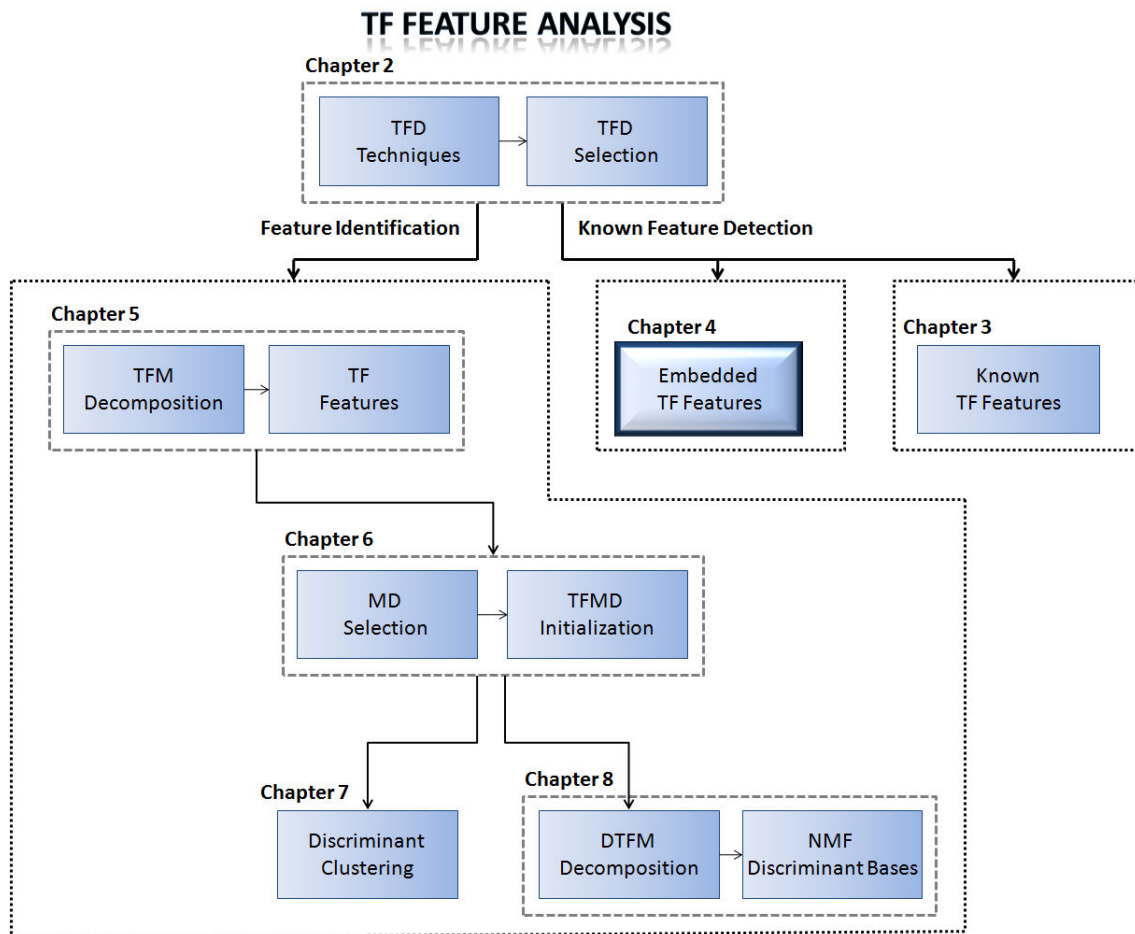 TF FEATURE ANALYSIS
Chapter 2
TFD
Techniques
TFD
Selection
Feature Identification
Known Feature Detection
Chapter 5
TFM
Decomposition
TF
Features
Chapter 4
Embedded
TF Features
Chapter 3
Known
TF Features
Chapter 6
MD
Selection
TFMD
Initialization
Chapter 7
Discriminant
Clustering
Chapter 8
DTFM
Decomposition
NMF
Discriminant Bases